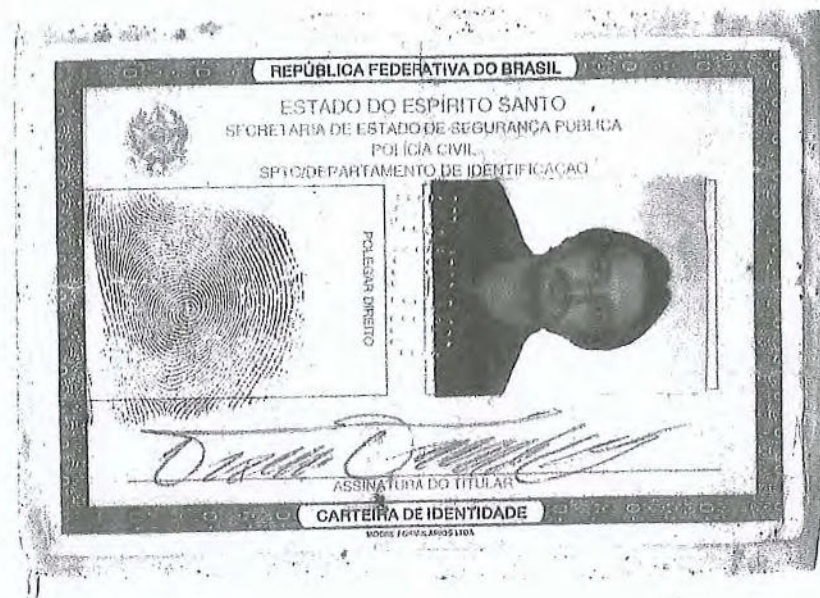 REPÚBLICA FEDERATIVA DO BRASIL
ESTADO DO ESPÍRITO SANTO
SECRETARIA DE ESTADO DE SEGURANÇA PUBLICA
POLÍCIA CIVIL
SPTC/DEPARTAMENTO DE IDENTIFICAÇÃO
POLEGAR DIREITO
ASSINATURA DO TITULAR
CARTEIRA DE IDENTIDADE